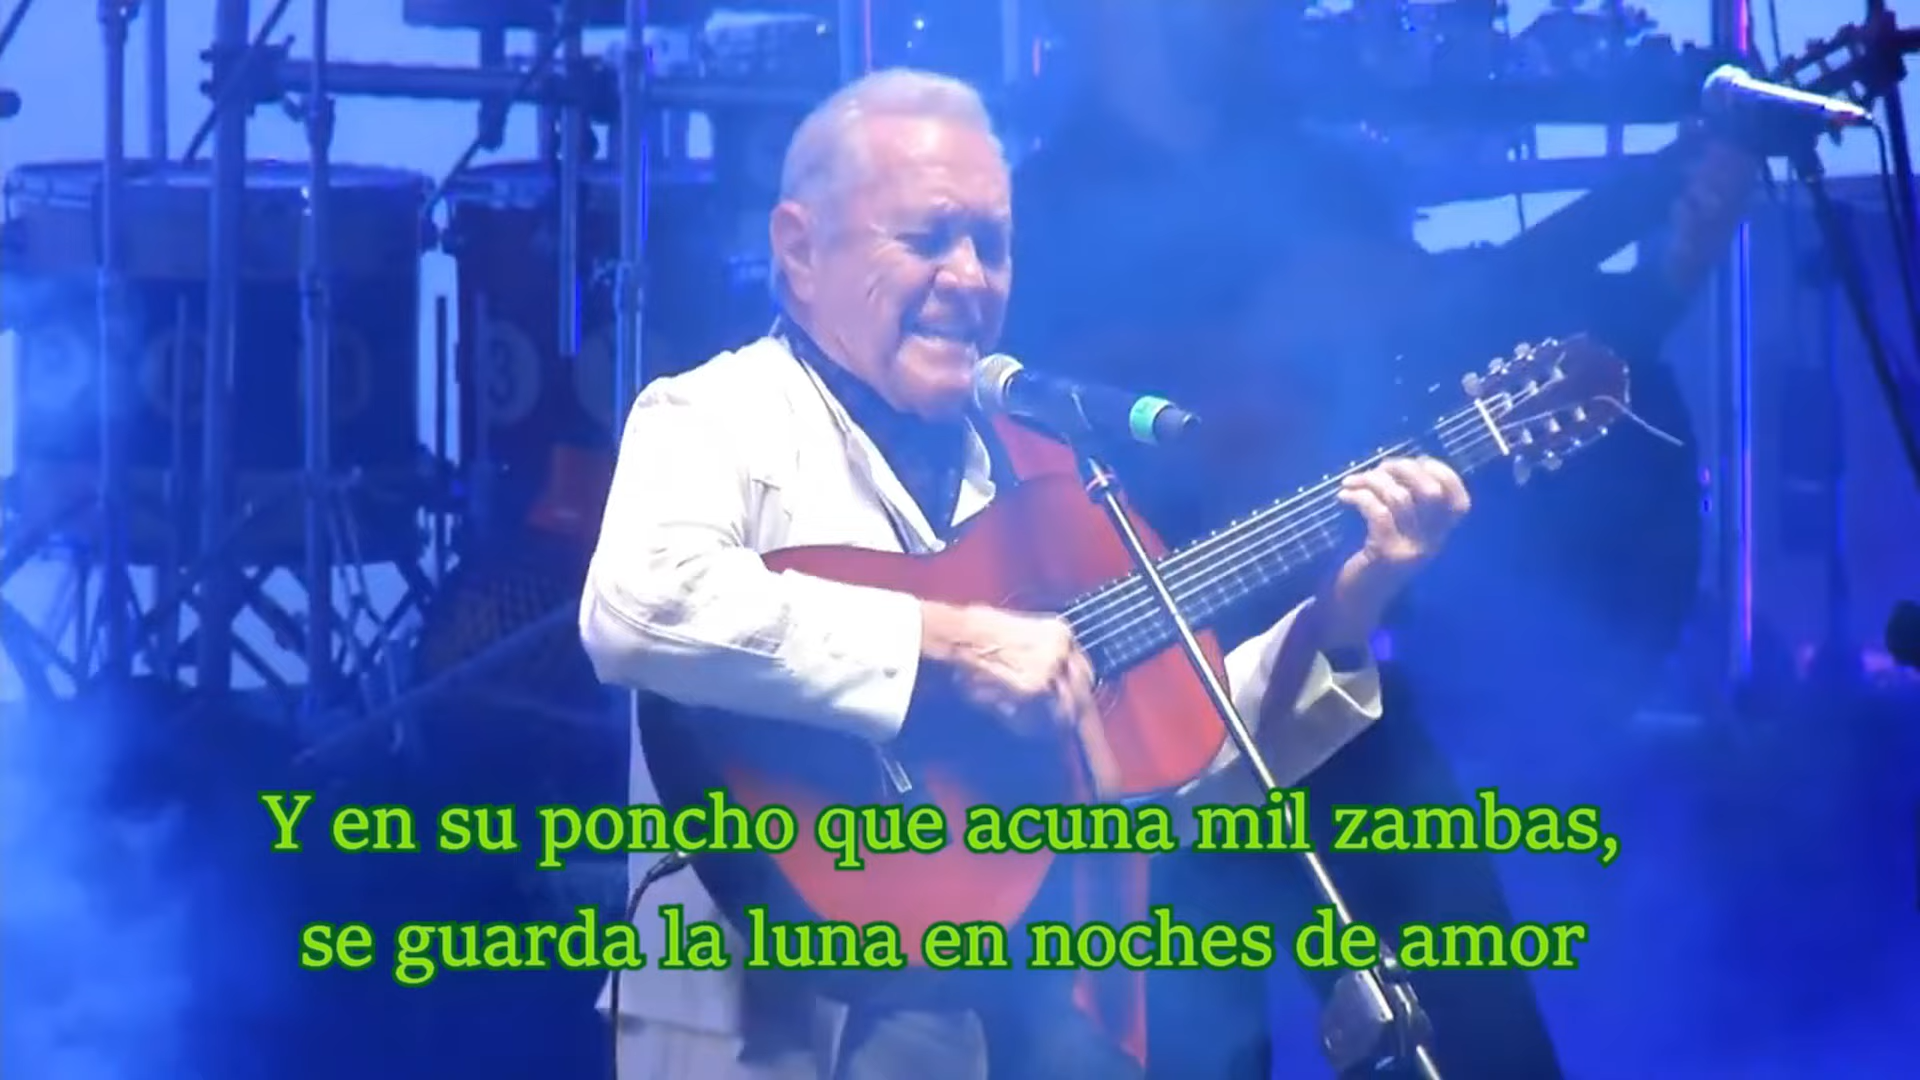 Y en su poncho que acuna mil zambas,
se guarda la luna en noches de amor